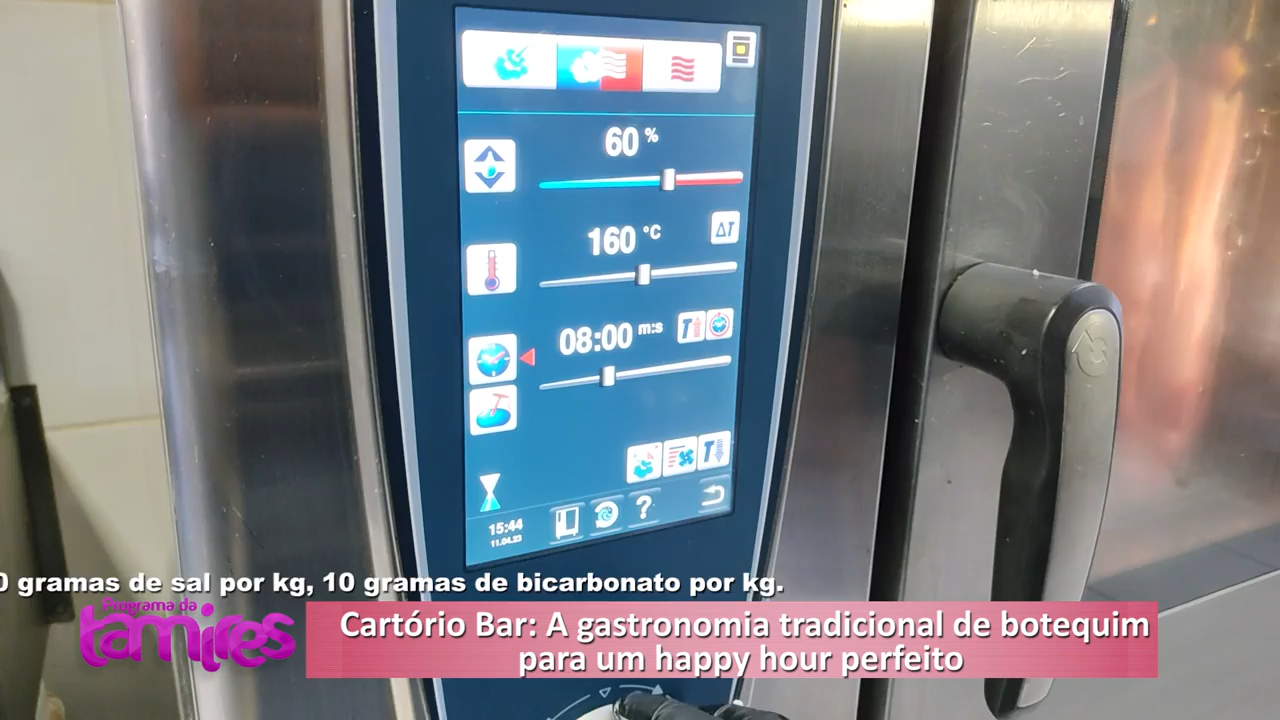 60 %
160 °C
ΔT
08:00 m:s
15:44
11.04.23
?
0 gramas de sal por kg, 10 gramas de bicarbonato por kg.
Programa da
tamires
Cartório Bar: A gastronomia tradicional de botequim
para um happy hour perfeito